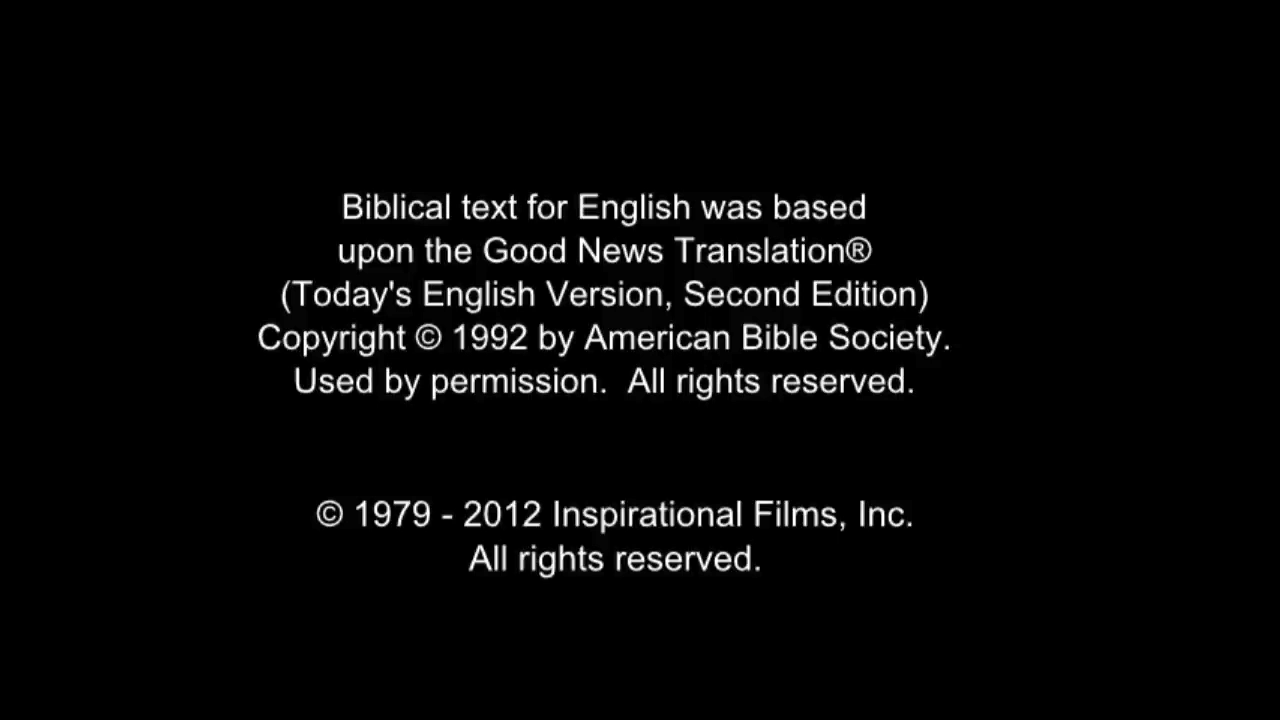 Biblical text for English was based
upon the Good News Translation®
(Today's English Version, Second Edition)
Copyright © 1992 by American Bible Society.
Used by permission.  All rights reserved.
© 1979 - 2012 Inspirational Films, Inc.
All rights reserved.